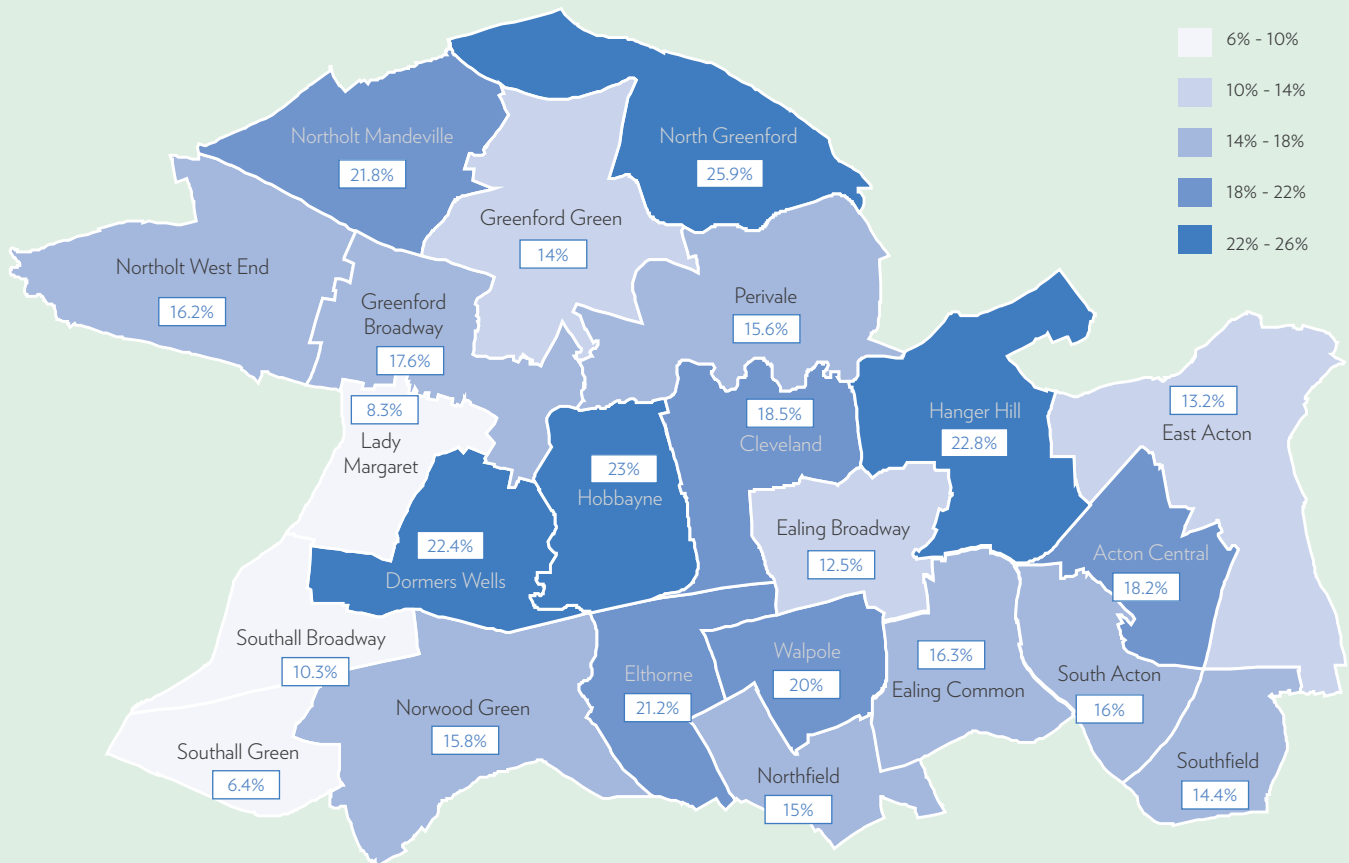 6% - 10%
10% - 14%
14% - 18%
18% - 22%
22% - 26%
Northolt Mandeville
21.8%
North Greenford
25.9%
Greenford Green
14%
Northolt West End
16.2%
Greenford
Broadway
17.6%
Perivale
15.6%
8.3%
Lady
Margaret
23%
Hobbayne
18.5%
Cleveland
Hanger Hill
22.8%
13.2%
East Acton
22.4%
Dormers Wells
Ealing Broadway
12.5%
Acton Central
18.2%
Southall Broadway
10.3%
Norwood Green
15.8%
Elthorne
21.2%
Walpole
20%
16.3%
Ealing Common
South Acton
16%
Southall Green
6.4%
Northfield
15%
Southfield
14.4%